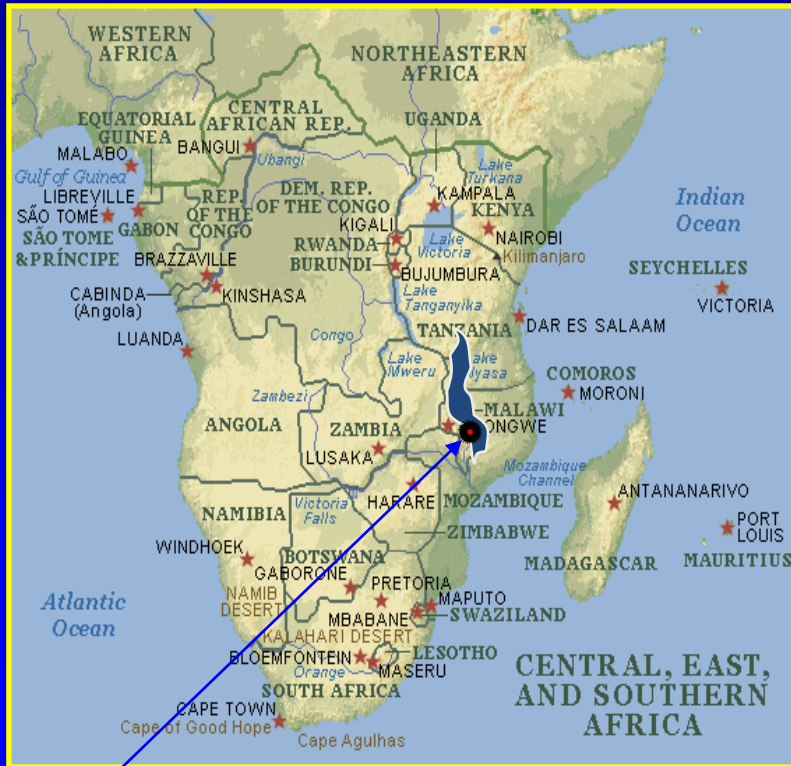 WESTERN
AFRICA
NORTHEASTERN
AFRICA
EQUATORIAL
GUINEA
CENTRAL
AFRICAN REP.
UGANDA
MALABO
BANGUI
Ubangi
Lake
Turkana
Gulf of Guinea
LIBREVILLE
REP.
OF THE
CONGO
DEM. REP.
OF THE CONGO
KAMPALA
KENYA
Indian
Ocean
SÃO TOMÉ
GABON
KIGALI
NAIROBI
SÃO TOME
& PRÍNCIPE
RWANDA
Lake
Victoria
Kilimanjaro
BRAZZAVILLE
BURUNDI
BUJUMBURA
SEYCHELLES
VICTORIA
CABINDA
(Angola)
KINSHASA
Lake
Tanganyika
TANZANIA
DAR ES SALAAM
LUANDA
Congo
Lake
Mweru
Lake
COMOROS
MORONI
Zambezi
MALAWI
ANGOLA
ZAMBIA
ONGWE
LUSAKA
Mozambique
Channel
Victoria
Falls
HARARE
MOZAMBIQUE
ANTANANARIVO
NAMIBIA
ZIMBABWE
PORT
LOUIS
WINDHOEK
BOTSWANA
MADAGASCAR
MAURITIUS
GABORONE
PRETORIA
NAMIB
DESERT
MAPUTO
MBABANE
SWAZILAND
Atlantic
Ocean
KALAHARI DESERT
BLOEMFONTEIN
LESOTHO
MASERU
Orange
SOUTH AFRICA
CAPE TOWN
Cape of Good Hope
Cape Agulhas
CENTRAL, EAST,
AND SOUTHERN
AFRICA